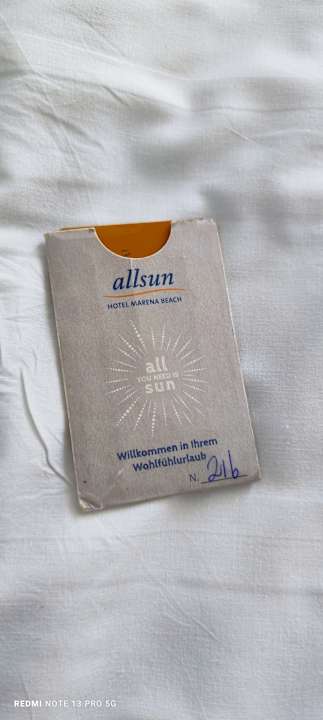 allsun
HOTEL MARENA BEACH
all
YOU NEED IS
sun
Willkommen in Ihrem
Wohlfühlurlaub
N. 216
REDMI NOTE 13 PRO 5G